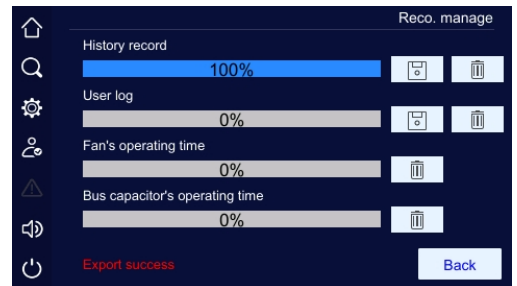 Reco. manage
History record
100%
User log
0%
Fan's operating time
0%
Bus capacitor's operating time
0%
Export success
Back